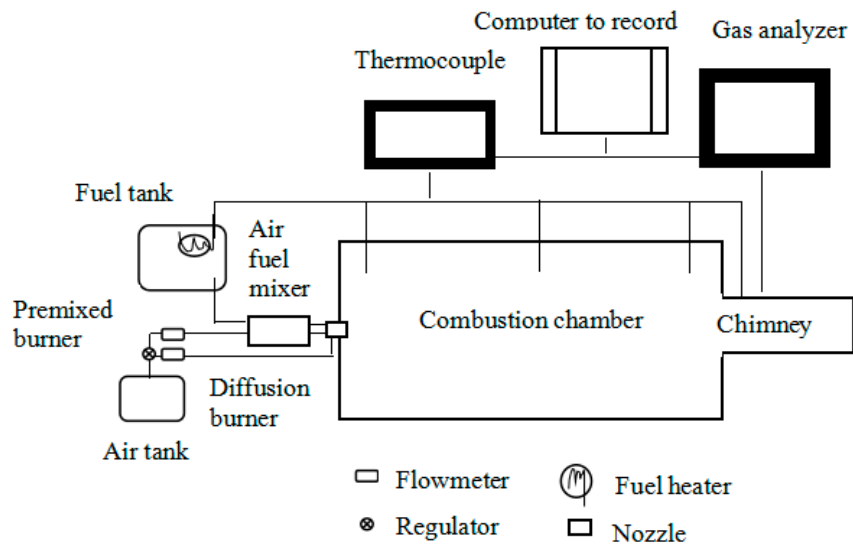 Computer to record
Gas analyzer
Thermocouple
Fuel tank
Air
fuel
mixer
Premixed
burner
Combustion chamber
Chimney
Diffusion
burner
Air tank
Flowmeter
Fuel heater
Regulator
Nozzle